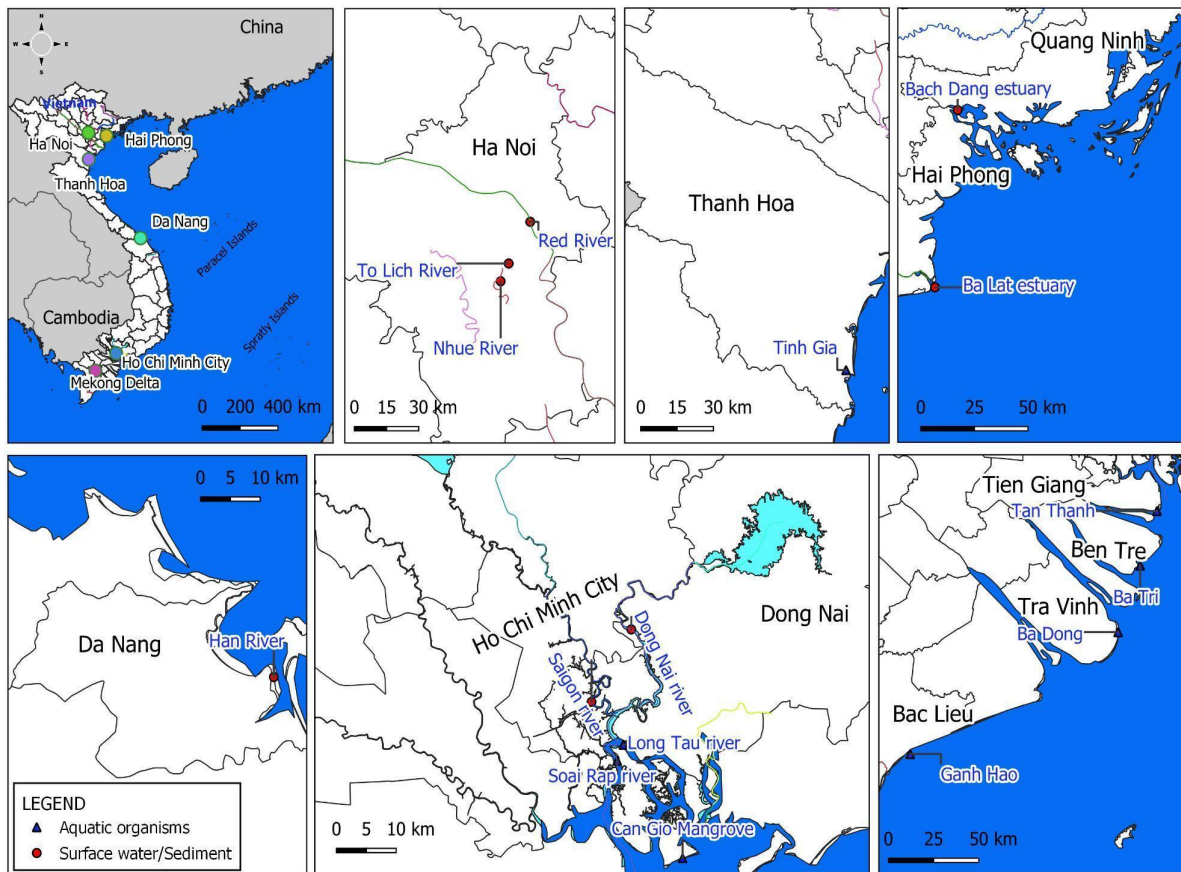 N
W
E
S
China
Vietnam
Ha Noi
Hai Phong
Thanh Hoa
Da Nang
Paracel Islands
Cambodia
Spratly Islands
Ho Chi Minh City
Mekong Delta
0 200 400 km
Ha Noi
Red River
To Lich River
Nhue River
0 15 30 km
Thanh Hoa
Tinh Gia
0 15 30 km
Quang Ninh
Bach Dang estuary
Hai Phong
Ba Lat estuary
0 25 50 km
0 5 10 km
Da Nang
Han River
LEGEND
Aquatic organisms
Surface water/Sediment
Ho Chi Minh City
Dong Nai
Dong Nai river
Saigon river
Long Tau river
Soai Rap river
Can Gio Mangrove
0 5 10 km
Tien Giang
Tan Thanh
Ben Tre
Ba Tri
Tra Vinh
Ba Dong
Bac Lieu
Ganh Hao
0 25 50 km